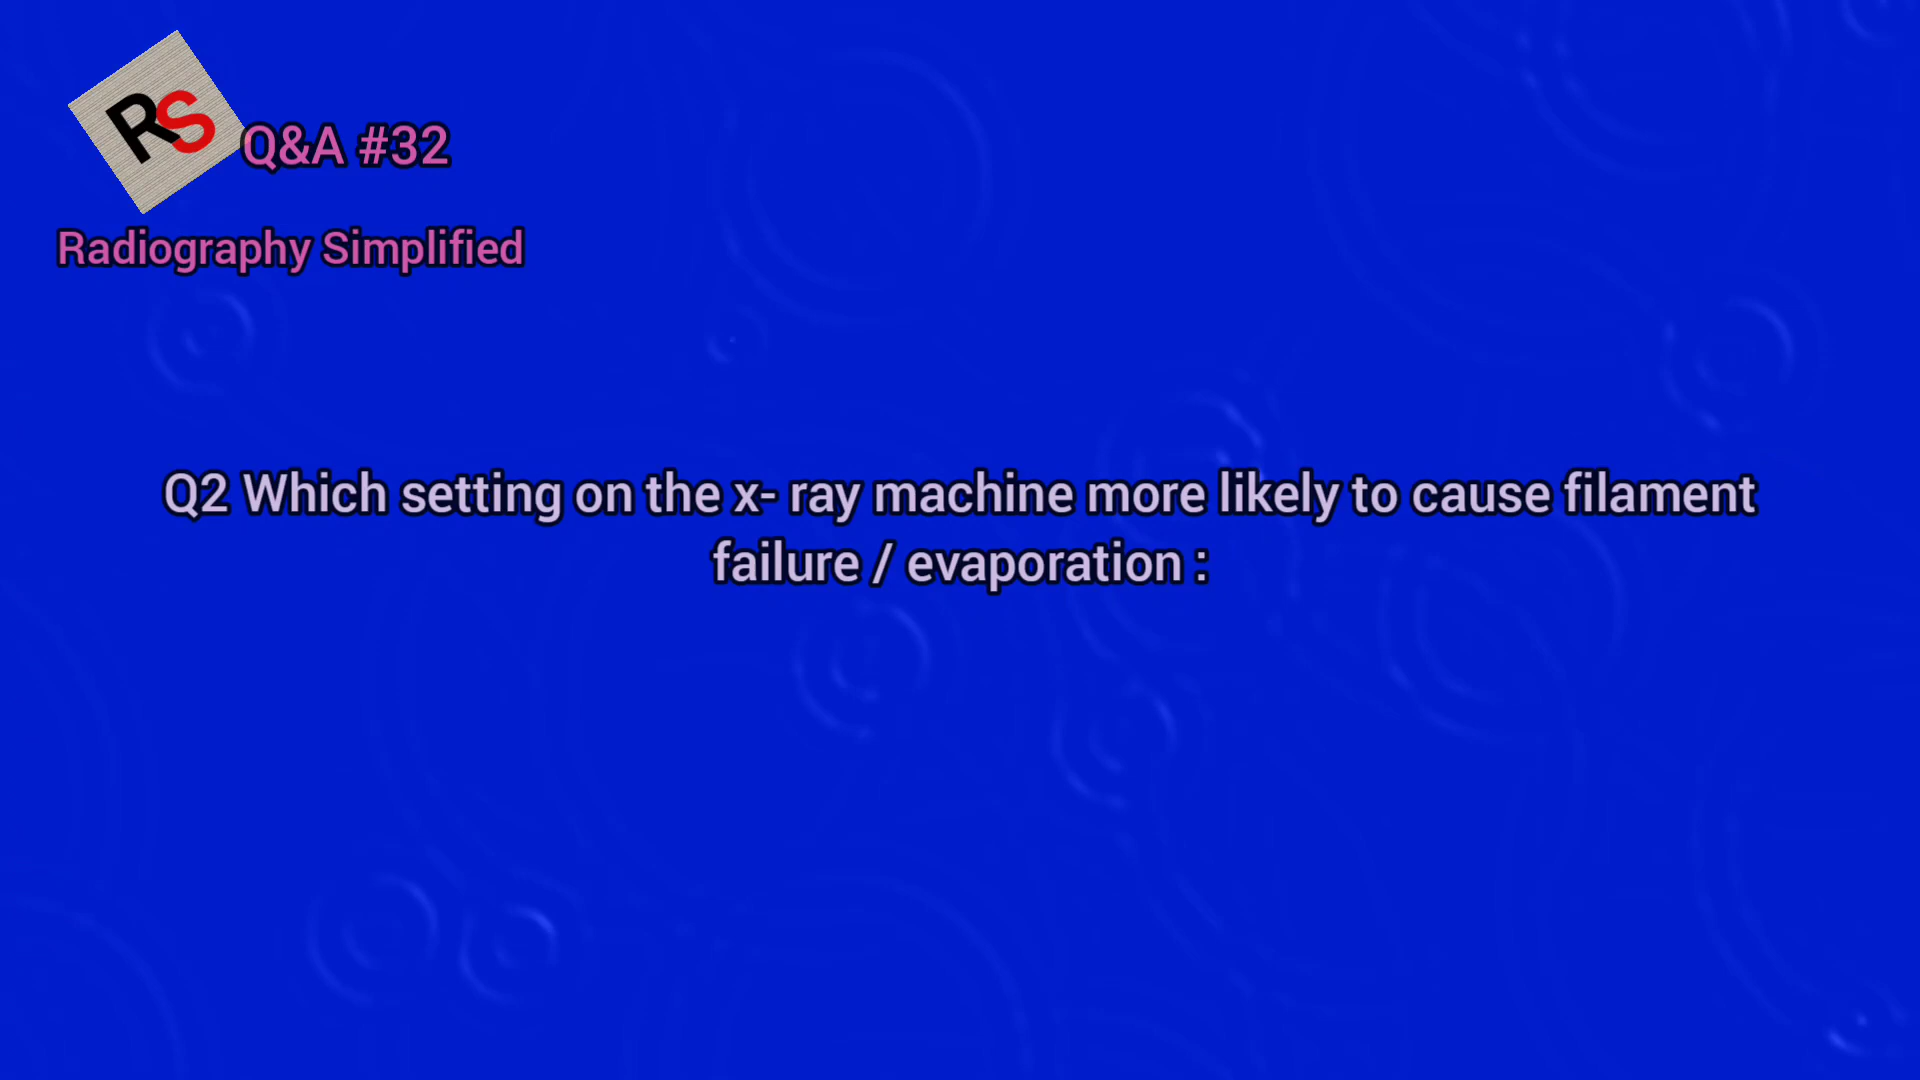 RS
Q&A #32
Radiography Simplified
Q2 Which setting on the x- ray machine more likely to cause filament
failure / evaporation :